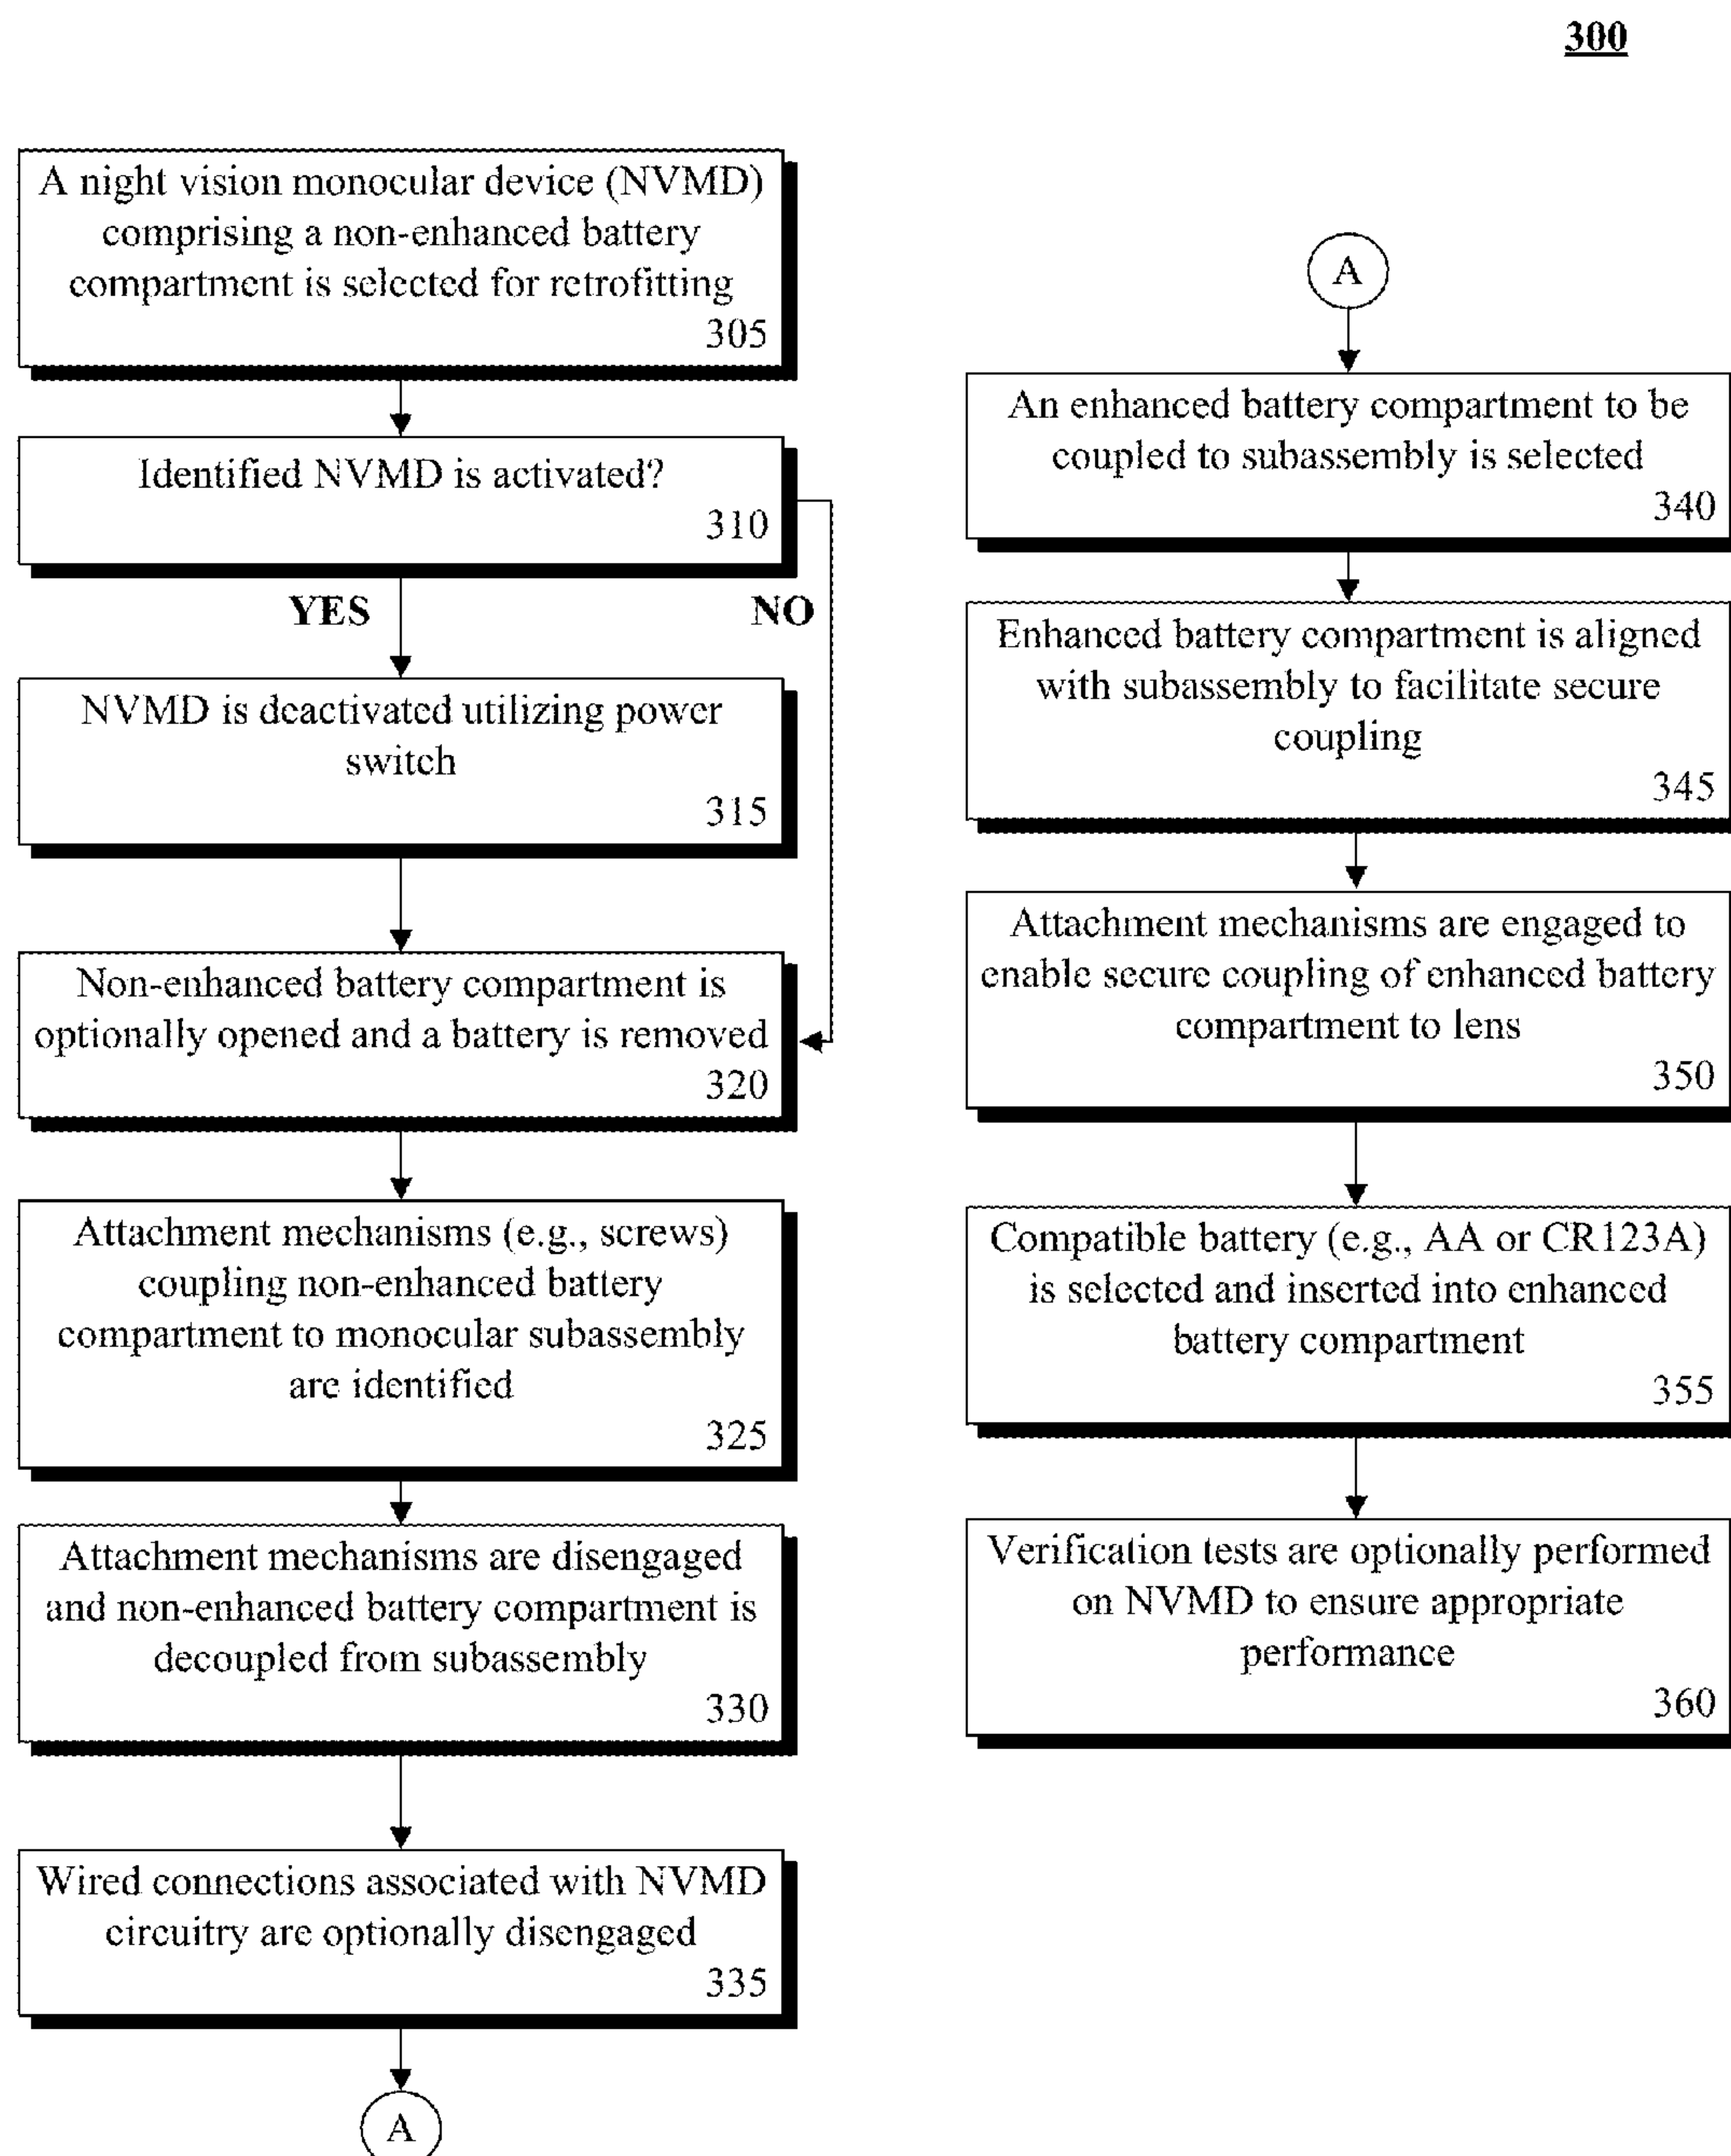 300
A night vision monocular device (NVMD)
comprising a non-enhanced battery
compartment is selected for retrofitting
305
Identified NVMD is activated?
310
YES
NO
NVMD is deactivated utilizing power
switch
315
Non-enhanced battery compartment is
optionally opened and a battery is removed
320
Attachment mechanisms (e.g., screws)
coupling non-enhanced battery
compartment to monocular subassembly
are identified
325
Attachment mechanisms are disengaged
and non-enhanced battery compartment is
decoupled from subassembly
330
Wired connections associated with NVMD
circuitry are optionally disengaged
335
A
A
An enhanced battery compartment to be
coupled to subassembly is selected
340
Enhanced battery compartment is aligned
with subassembly to facilitate secure
coupling
345
Attachment mechanisms are engaged to
enable secure coupling of enhanced battery
compartment to lens
350
Compatible battery (e.g., AA or CR123A)
is selected and inserted into enhanced
battery compartment
355
Verification tests are optionally performed
on NVMD to ensure appropriate
performance
360